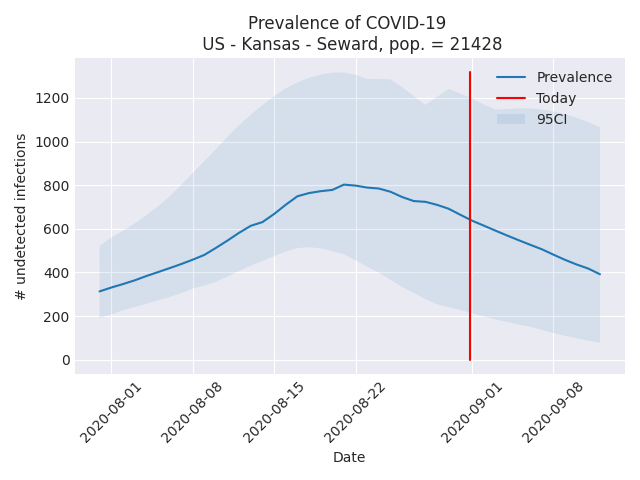 Prevalence of COVID-19
US - Kansas - Seward, pop. = 21428
Prevalence
Today
95CI
# undetected infections
1200
1000
800
600
400
200
0
2020-08-01
2020-08-08
2020-08-15
2020-08-22
2020-09-01
2020-09-08
Date